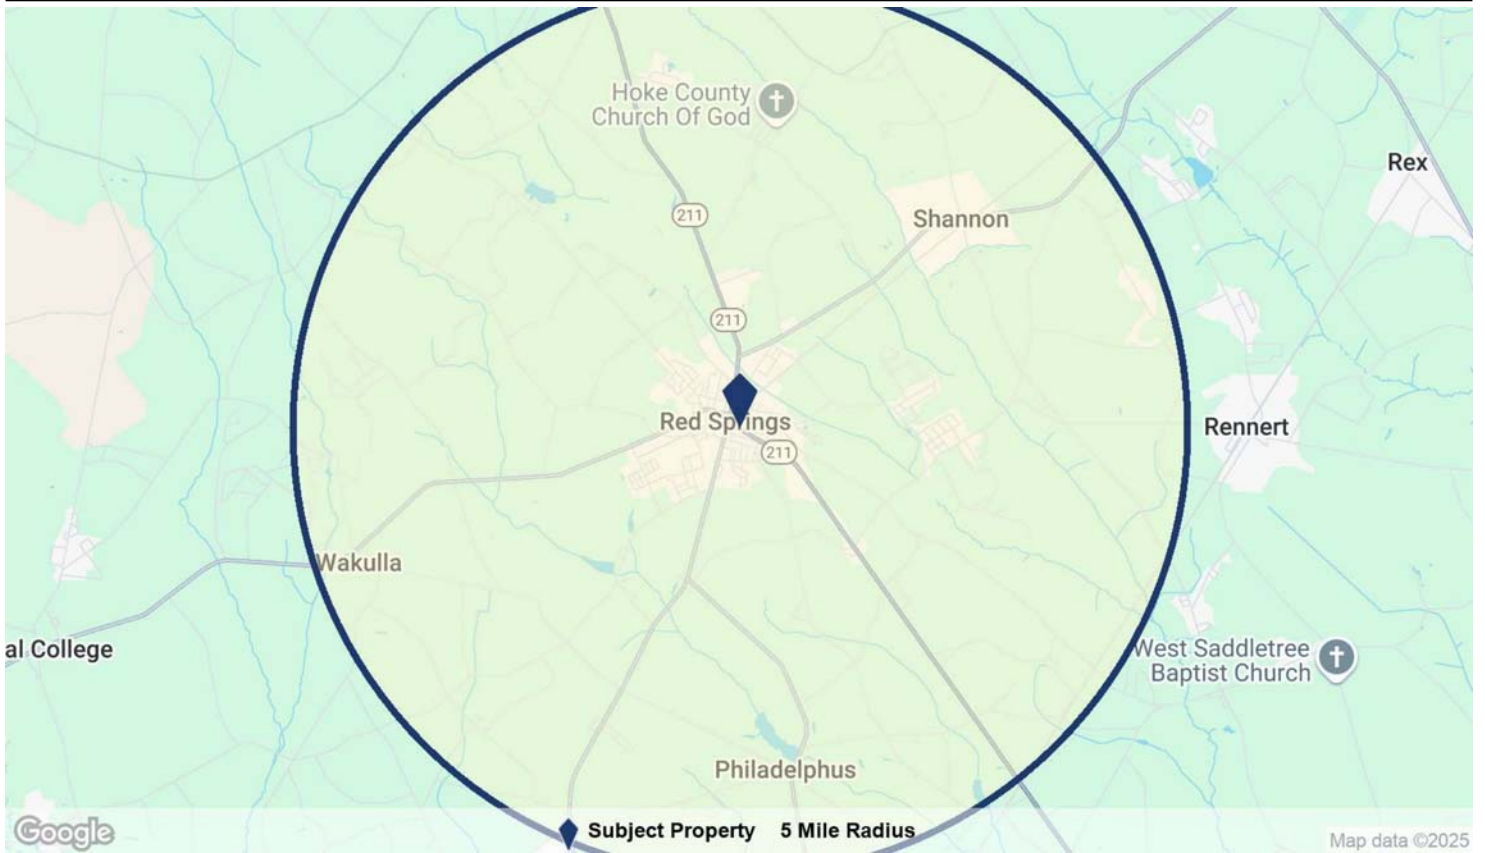 Hoke County
Church Of God
Rex
211
Shannon
211
Red Springs
Rennert
211
Wakulla
al College
West Saddletree
Baptist Church
Philadelphus
Google
Subject Property
5 Mile Radius
Map data ©2025